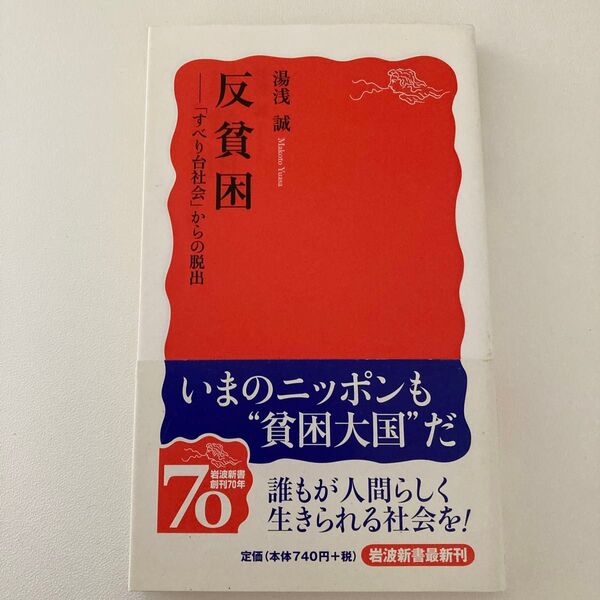 湯浅 誠
Makoto Yuasa
反貧困
──「すべり台社会」からの脱出
いまのニッポンも
“貧困大国”だ
岩波新書
創刊70年
70
誰もが人間らしく
生きられる社会を!
定価(本体740円+税)
岩波新書最新刊